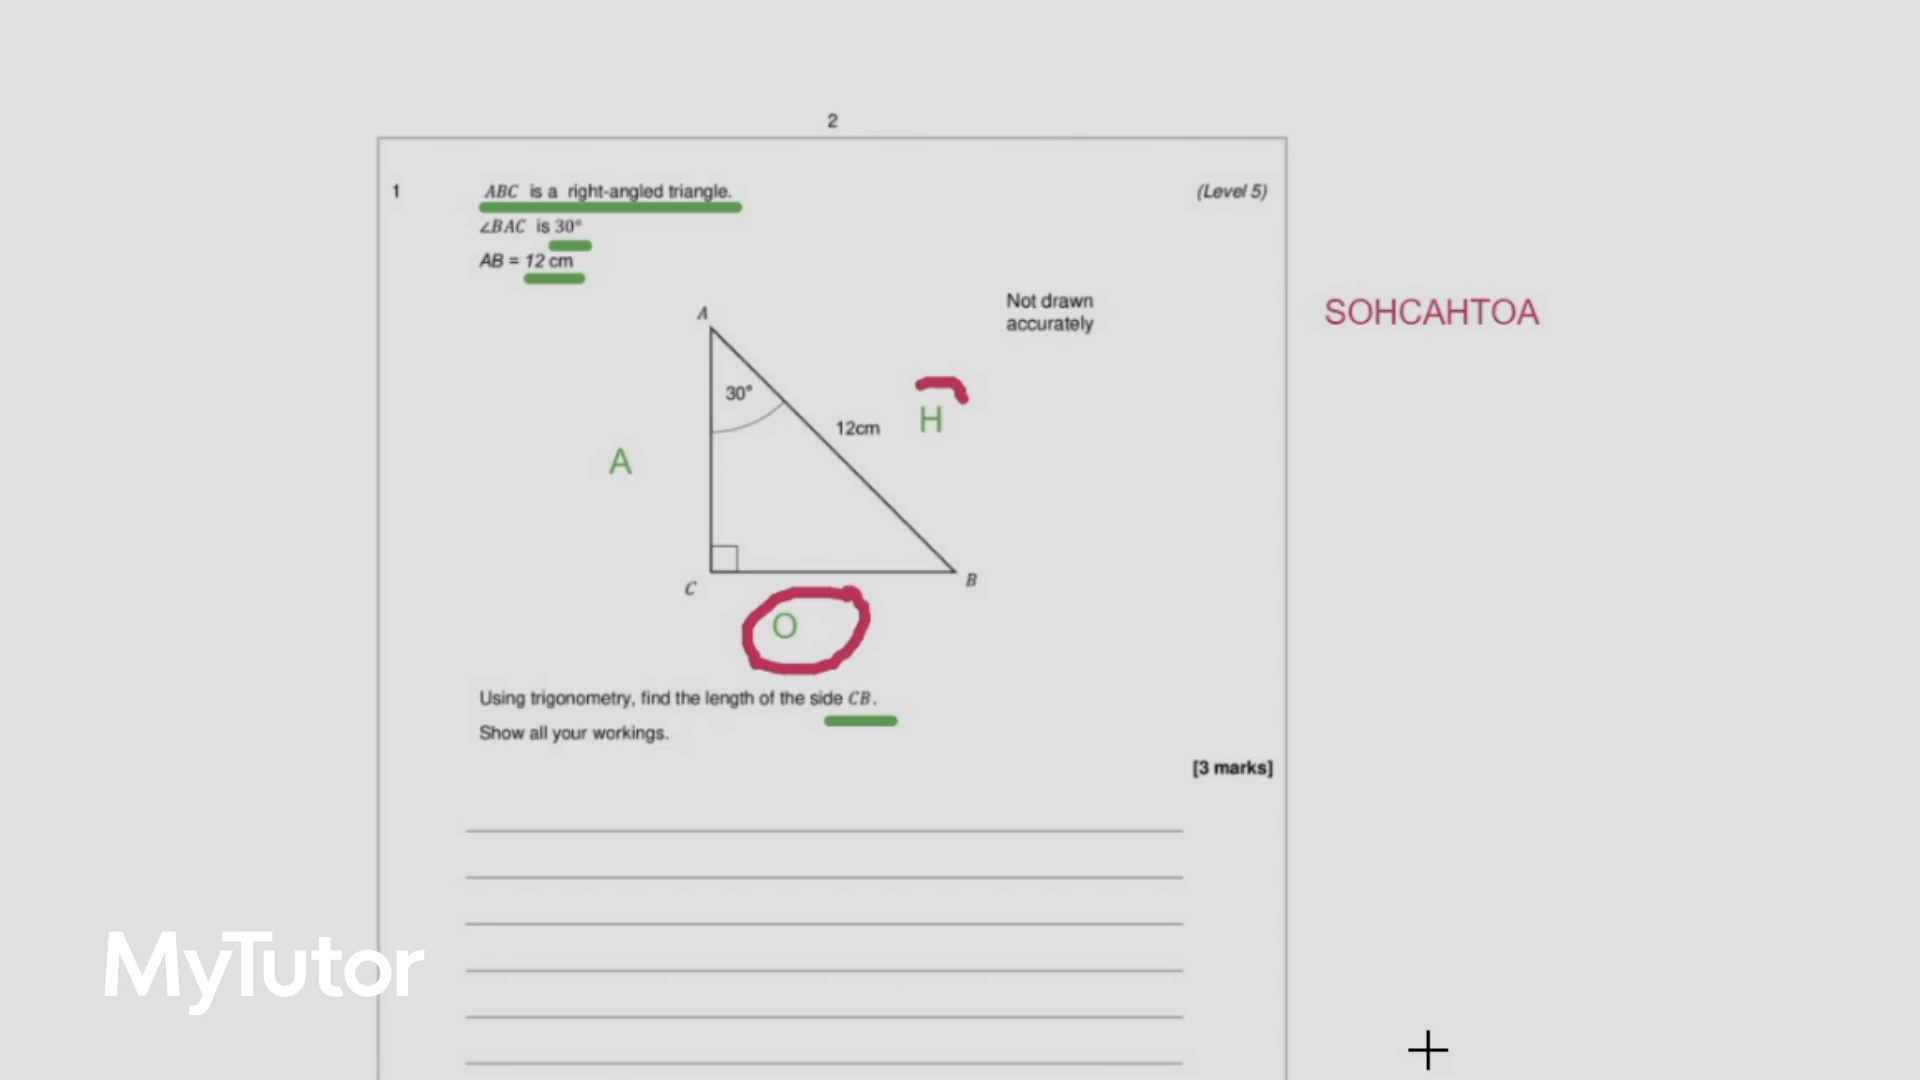 2
1 ABC is a right-angled triangle. (Level 5)
∠BAC is 30°
AB = 12 cm
Not drawn
accurately
SOHCAHTOA
A
30°
H
12cm
A
C
B
O
Using trigonometry, find the length of the side CB.
Show all your workings.
[3 marks]
MyTutor